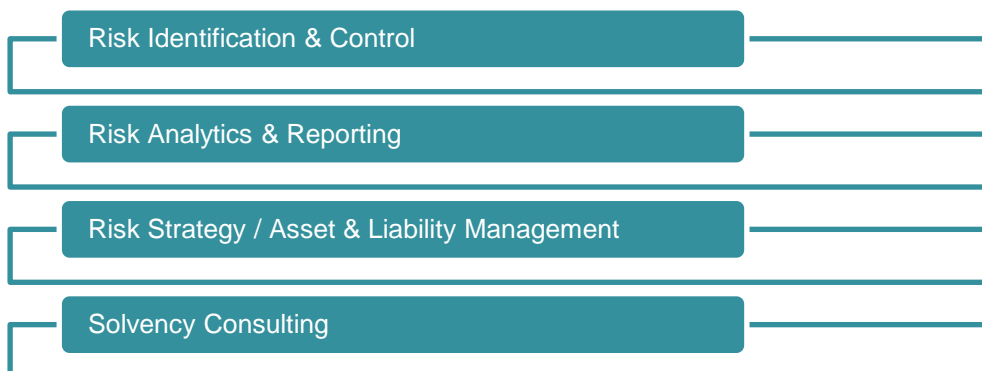 Risk Identification & Control
Risk Analytics & Reporting
Risk Strategy / Asset & Liability Management
Solvency Consulting